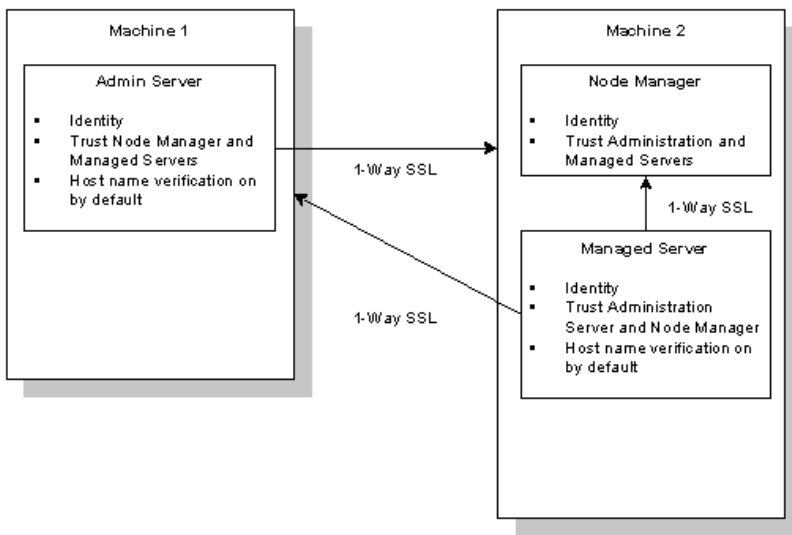 Machine 1
Admin Server
▪ Identity
▪ Trust Node Manager and
Managed Servers
▪ Host name verification on
by default
1-Way SSL
1-Way SSL
Machine 2
Node Manager
▪ Identity
▪ Trust Administration and
Managed Servers
1-Way SSL
Managed Server
▪ Identity
▪ Trust Administration
Server and Node Manager
▪ Host name verification on
by default